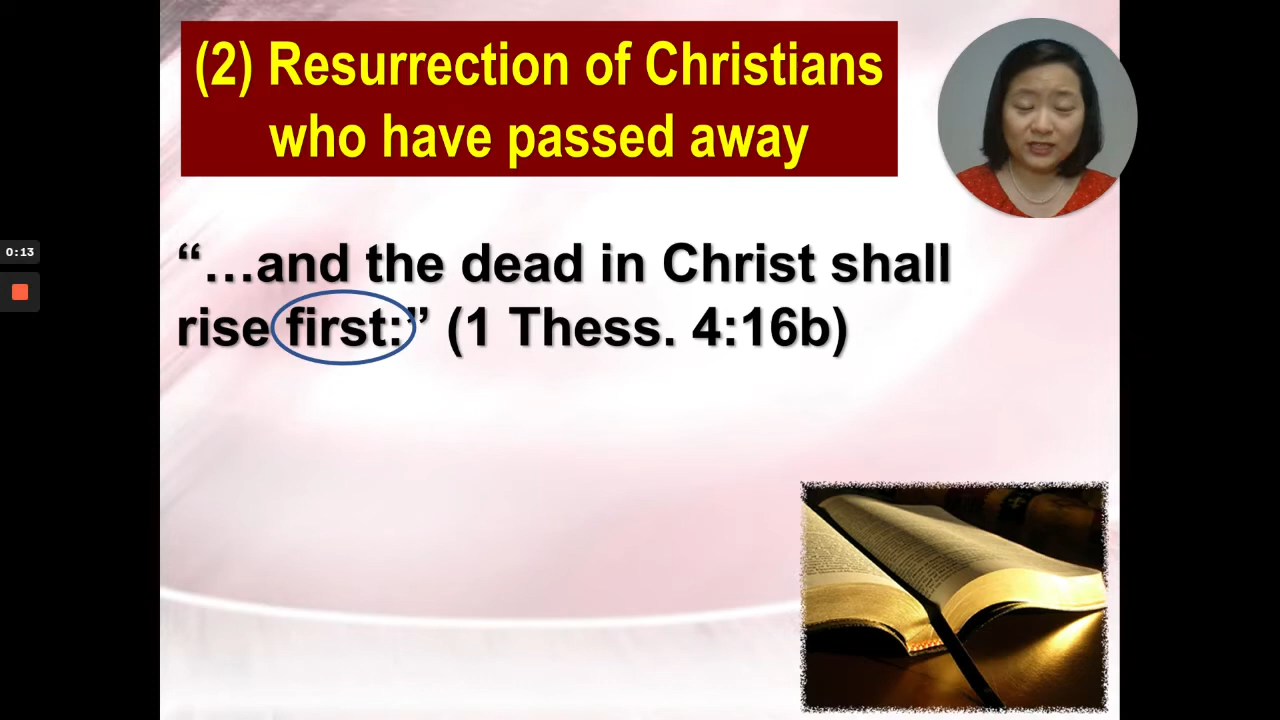 (2) Resurrection of Christians
who have passed away
0:13
“…and the dead in Christ shall
rise first:” (1 Thess. 4:16b)